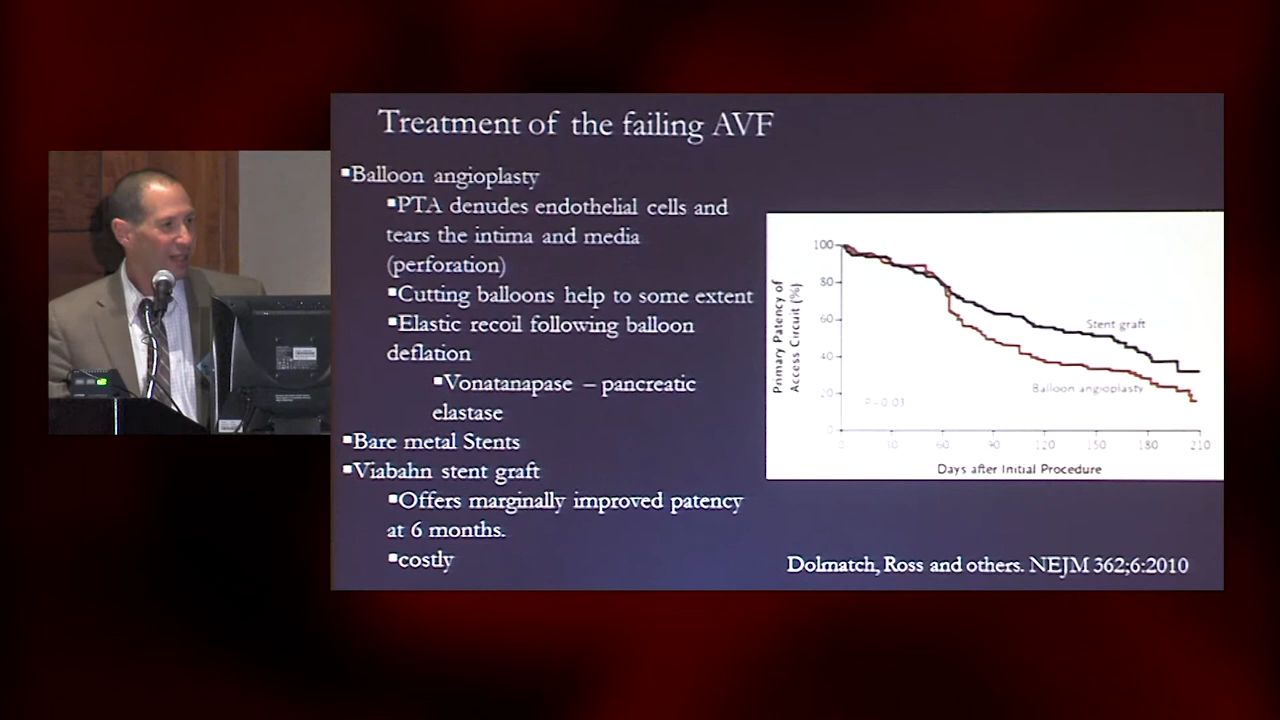 Treatment of the failing AVF
▪Balloon angioplasty
▪PTA denudes endothelial cells and
tears the intima and media
(perforation)
▪Cutting balloons help to some extent
▪Elastic recoil following balloon
deflation
▪Vonatanapase – pancreatic
elastase
▪Bare metal Stents
▪Viabahn stent graft
▪Offers marginally improved patency
at 6 months.
▪costly
Primary Patency of
Access Circuit (%)
100
80
60
40
20
0
Stent graft
Balloon angioplasty
P=0.03
0 30 60 90 120 150 180 210
Days after Initial Procedure
Dolmatch, Ross and others. NEJM 362;6:2010